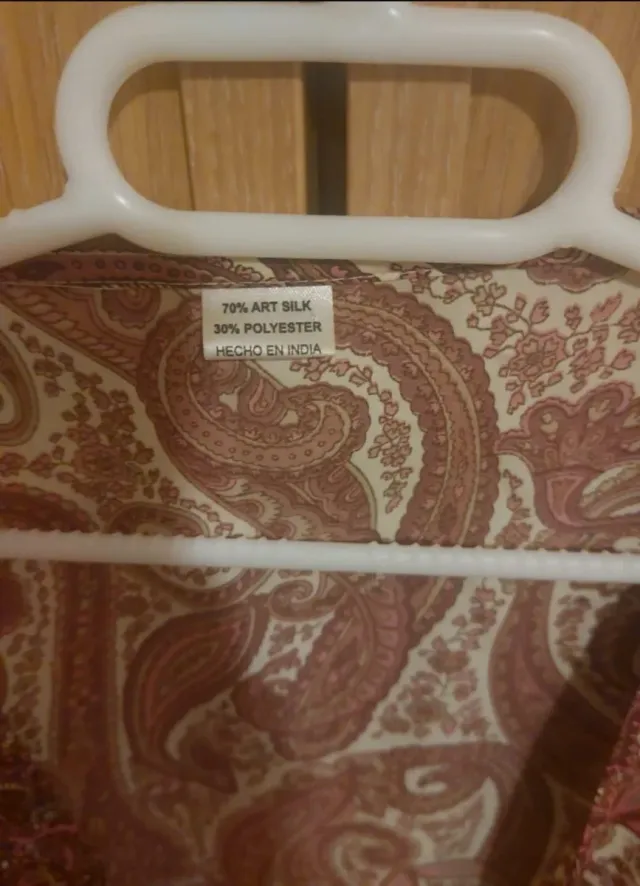 70% ART SILK
30% POLYESTER
HECHO EN INDIA